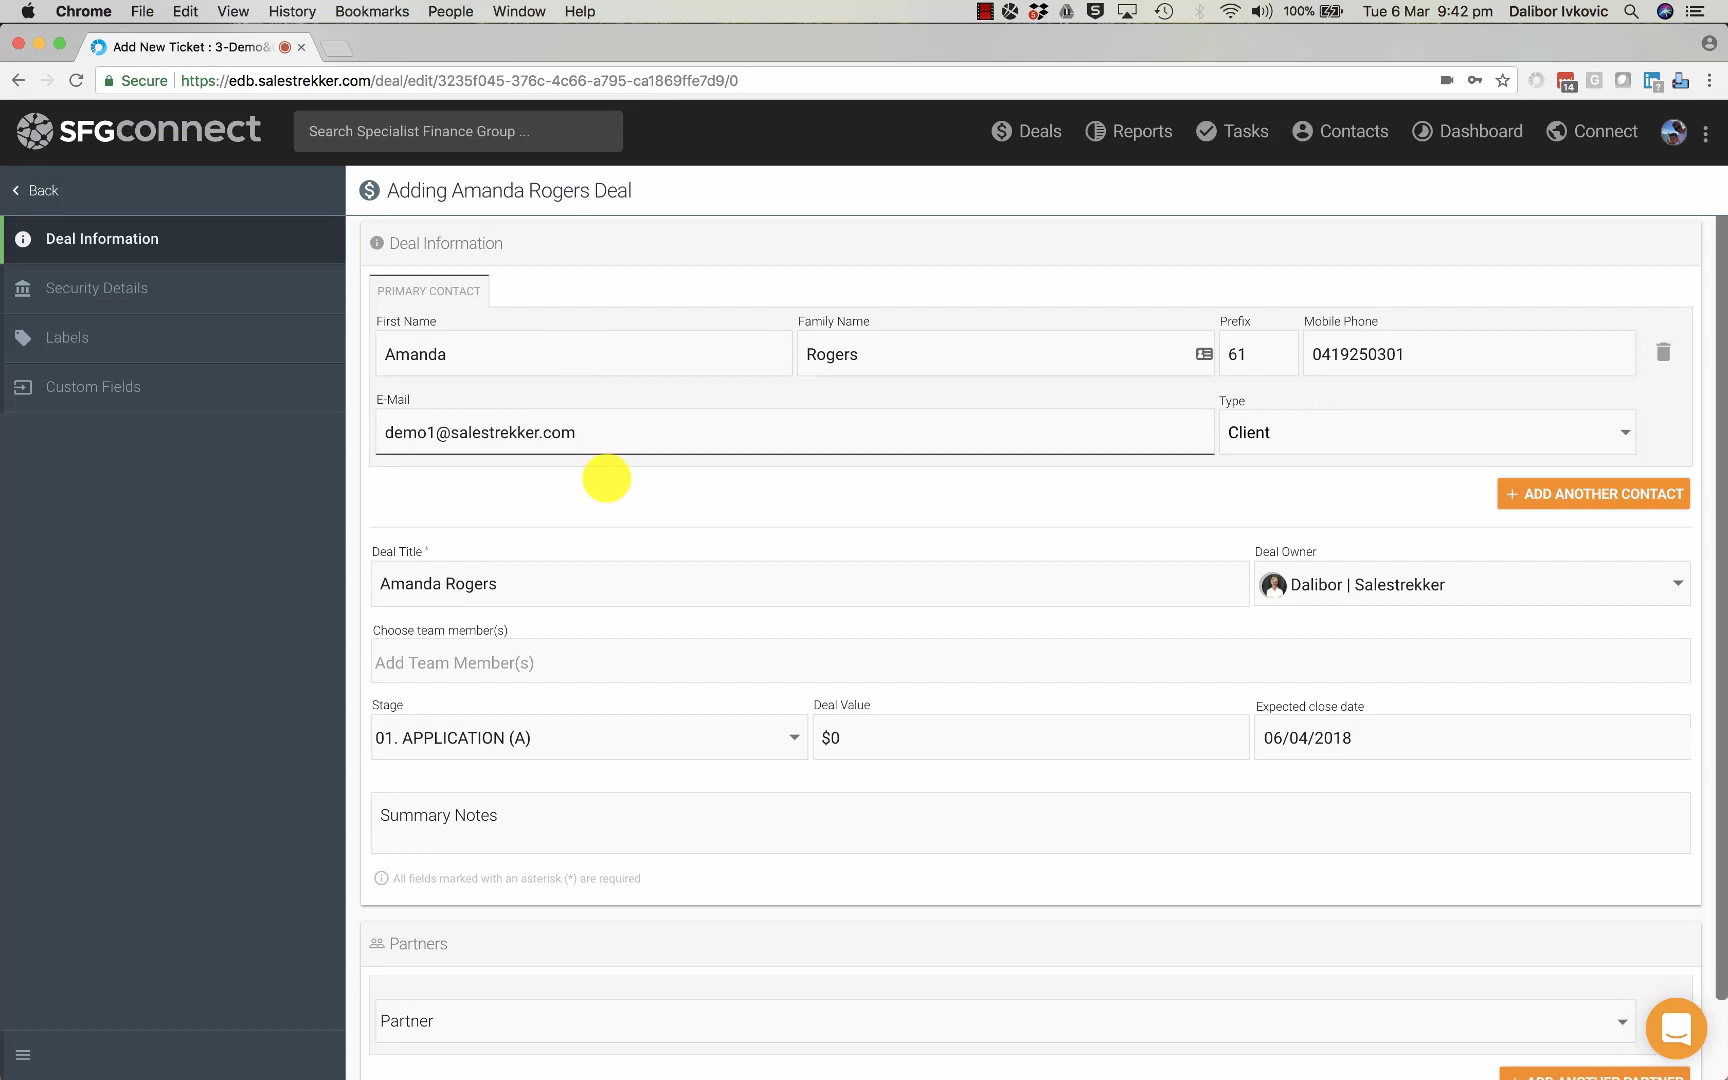 Chrome File Edit View History Bookmarks People Window Help 100% Tue 6 Mar 9:42 pm Dalibor Ivkovic
Add New Ticket : 3-Demo&
Secure https://edb.salestrekker.com/deal/edit/3235f045-376c-4c66-a795-ca1869ffe7d9/0 14
SFGconnect Search Specialist Finance Group ... Deals Reports Tasks Contacts Dashboard Connect
Back
Adding Amanda Rogers Deal
Deal Information
Security Details
Labels
Custom Fields
Deal Information
PRIMARY CONTACT
First Name Family Name Prefix Mobile Phone
Amanda Rogers 61 0419250301
E-Mail Type
demo1@salestrekker.com Client
+ ADD ANOTHER CONTACT
Deal Title * Deal Owner
Amanda Rogers Dalibor | Salestrekker
Choose team member(s)
Add Team Member(s)
Stage Deal Value Expected close date
01. APPLICATION (A) $0 06/04/2018
Summary Notes
All fields marked with an asterisk (*) are required
Partners
Partner
+ ADD ANOTHER PARTNER